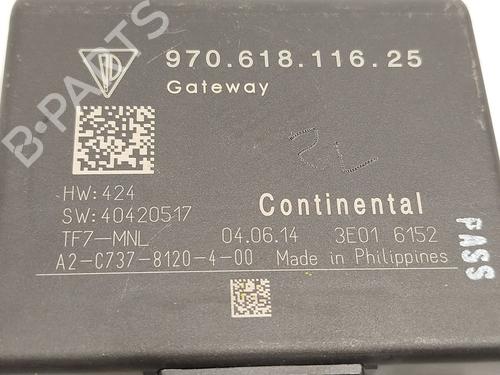 970.618.116.25
Gateway
B-PARTS
HW:424
SW:40420517
Continental
TF7-MNL 04.06.14 3E01 6152
A2-C737-8120-4-00 Made in Philippines
PASS